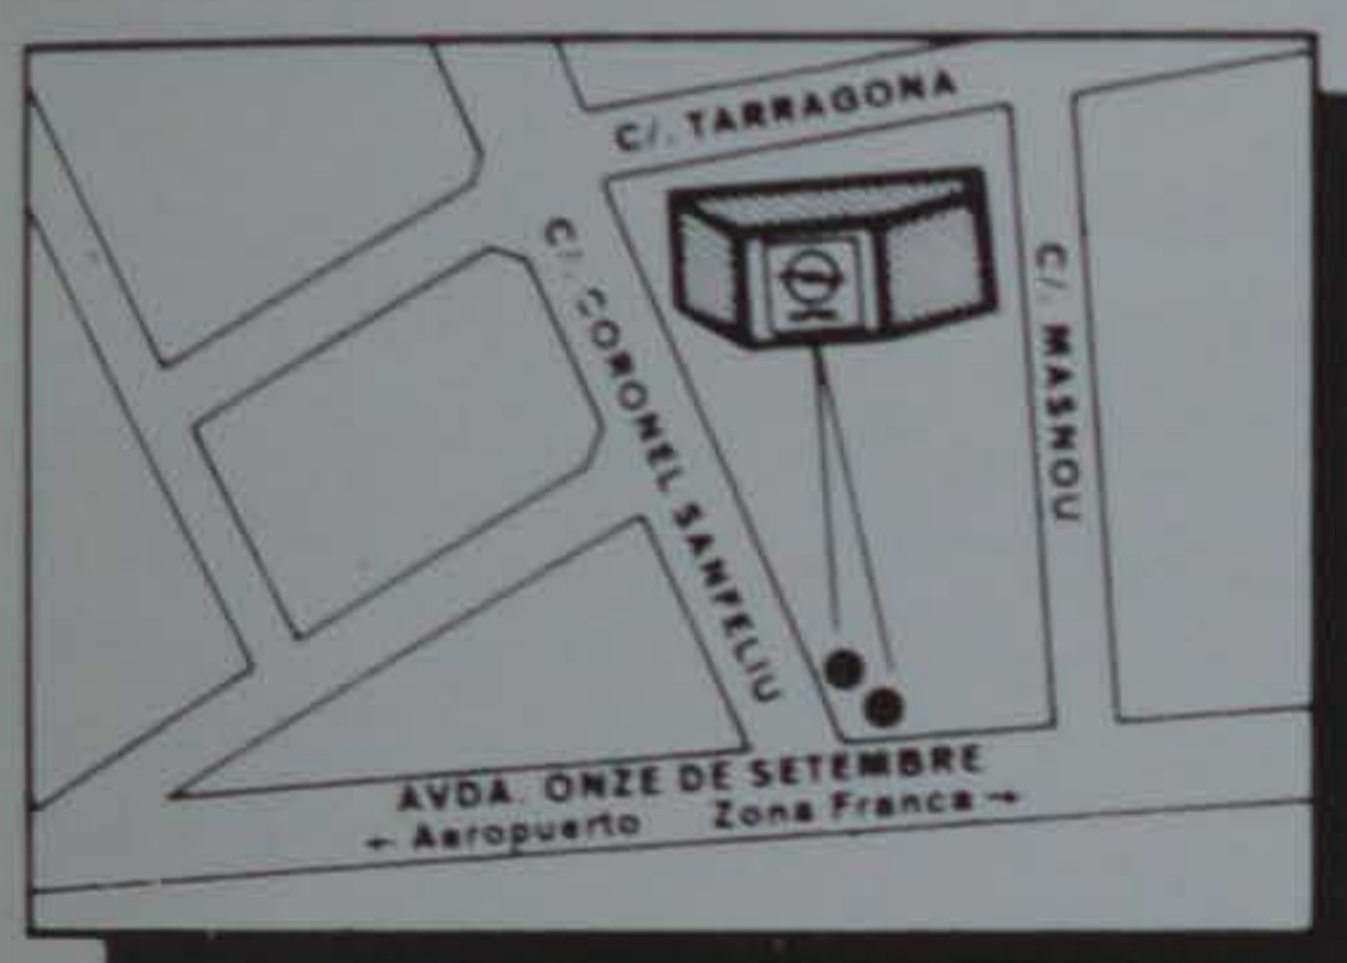 C/. TARRAGONA
C/. CORONEL SANFELIU
C/. MASNOU
AVDA. ONZE DE SETEMBRE
← Aeropuerto Zona Franca →